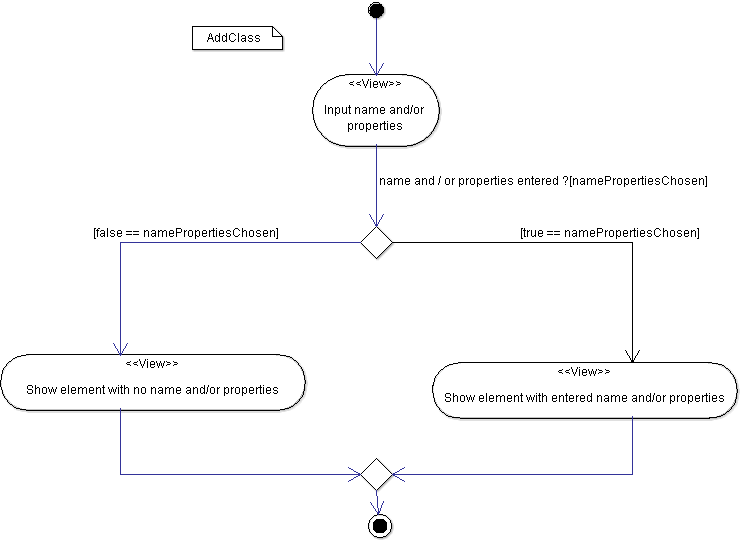 AddClass
<<View>>
Input name and/or
properties
name and / or properties entered ?[namePropertiesChosen]
[false == namePropertiesChosen]
[true == namePropertiesChosen]
<<View>>
Show element with no name and/or properties
<<View>>
Show element with entered name and/or properties